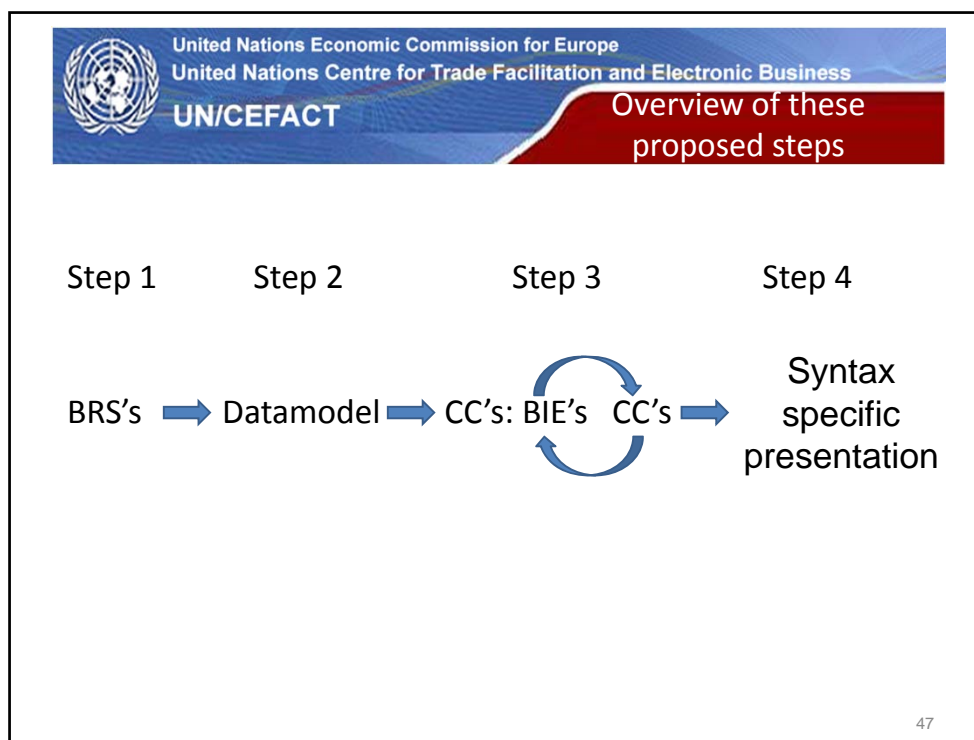 United Nations Economic Commission for Europe
United Nations Centre for Trade Facilitation and Electronic Business
UN/CEFACT
Overview of these
proposed steps
Step 1 Step 2 Step 3 Step 4
BRS’s Datamodel CC’s: BIE’s CC’s
Syntax
specific
presentation
47